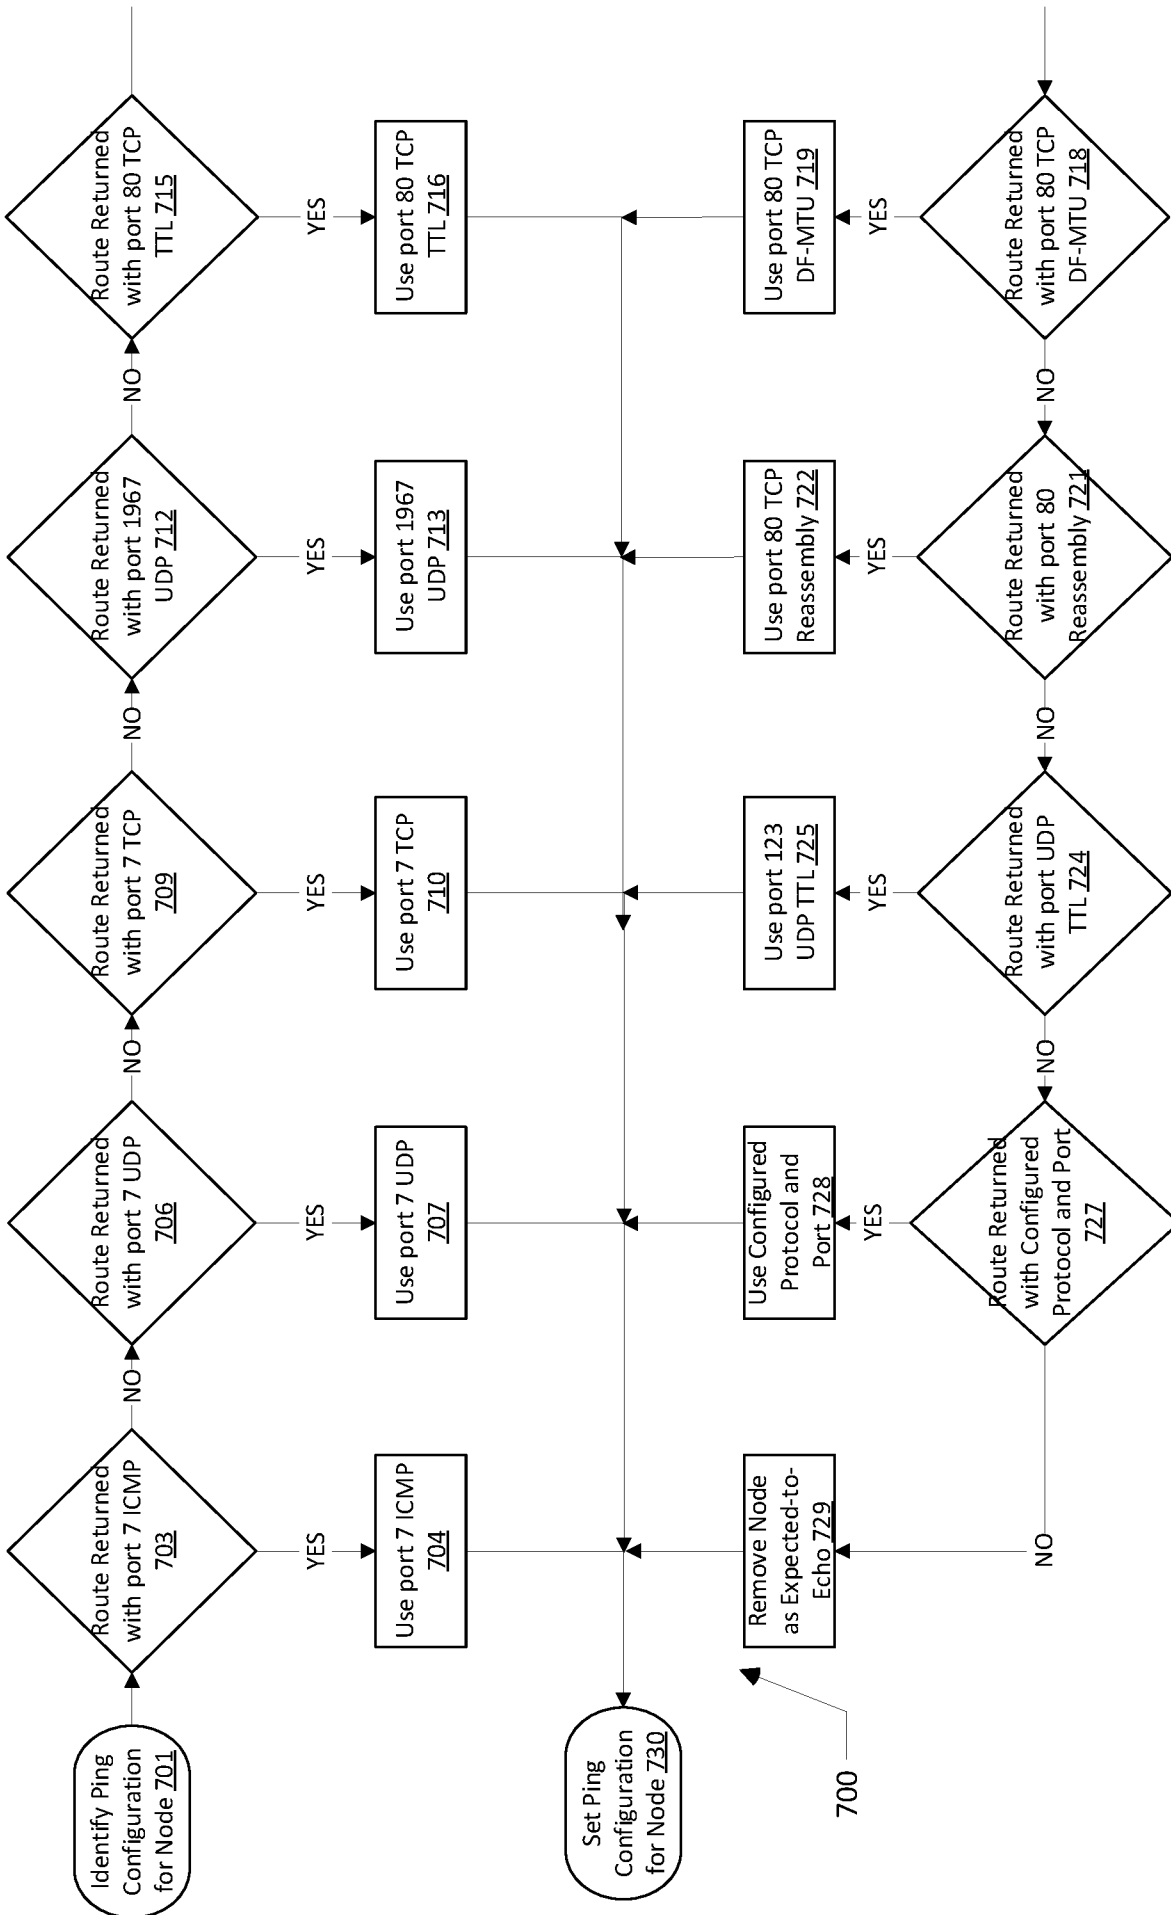 Identify Ping
Configuration
for Node 701
Route Returned
with port 7 ICMP
703
NO
Route Returned
with port 7 UDP
706
NO
Route Returned
with port 7 TCP
709
NO
Route Returned
with port 1967
UDP 712
NO
Route Returned
with port 80 TCP
TTL 715
YES
YES
YES
YES
YES
Use port 7 ICMP
704
Use port 7 UDP
707
Use port 7 TCP
710
Use port 1967
UDP 713
Use port 80 TCP
TTL 716
Set Ping
Configuration
for Node 730
Remove Node
as Expected-to-
Echo 729
Use Configured
Protocol and
Port 728
Use port 123
UDP TTL 725
Use port 80 TCP
Reassembly 722
Use port 80 TCP
DF-MTU 719
700
YES
YES
YES
YES
NO
Route Returned
with Configured
Protocol and Port
727
NO
Route Returned
with port UDP
TTL 724
NO
Route Returned
with port 80
Reassembly 721
NO
Route Returned
with port 80 TCP
DF-MTU 718